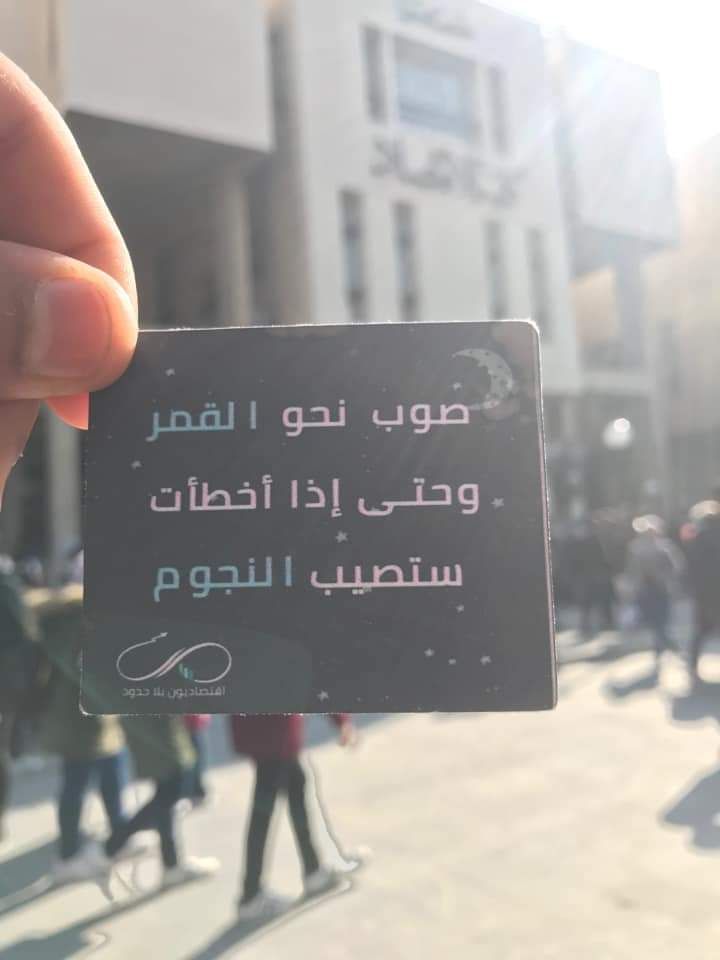 صوب نحو القمر
وحتى إذا أخطأت
ستصيب النجوم
اقتصاديون بلا حدود